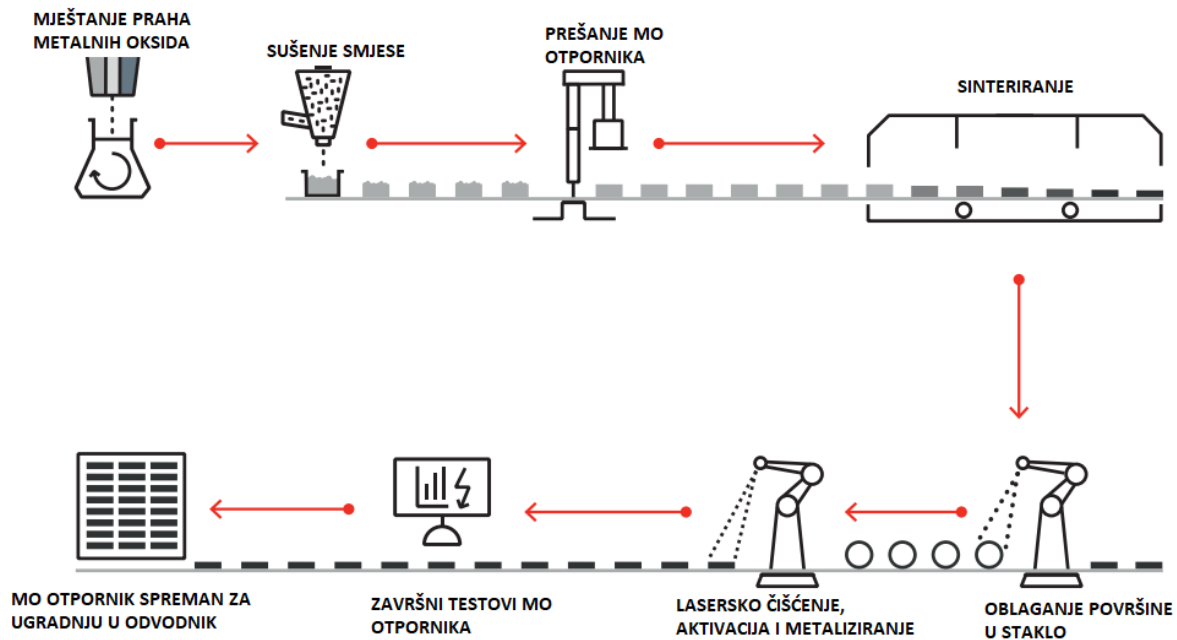 MJEŠTANJE PRAHA
METALNIH OKSIDA
SUŠENJE SMJESE
PREŠANJE MO
OTPORNIKA
SINTERIRANJE
MO OTPORNIK SPREMAN ZA
UGRADNJU U ODVODNIK
ZAVRŠNI TESTOVI MO
OTPORNIKA
LASERSKO ČIŠĆENJE,
AKTIVACIJA I METALIZIRANJE
OBLAGANJE POVRŠINE
U STAKLO